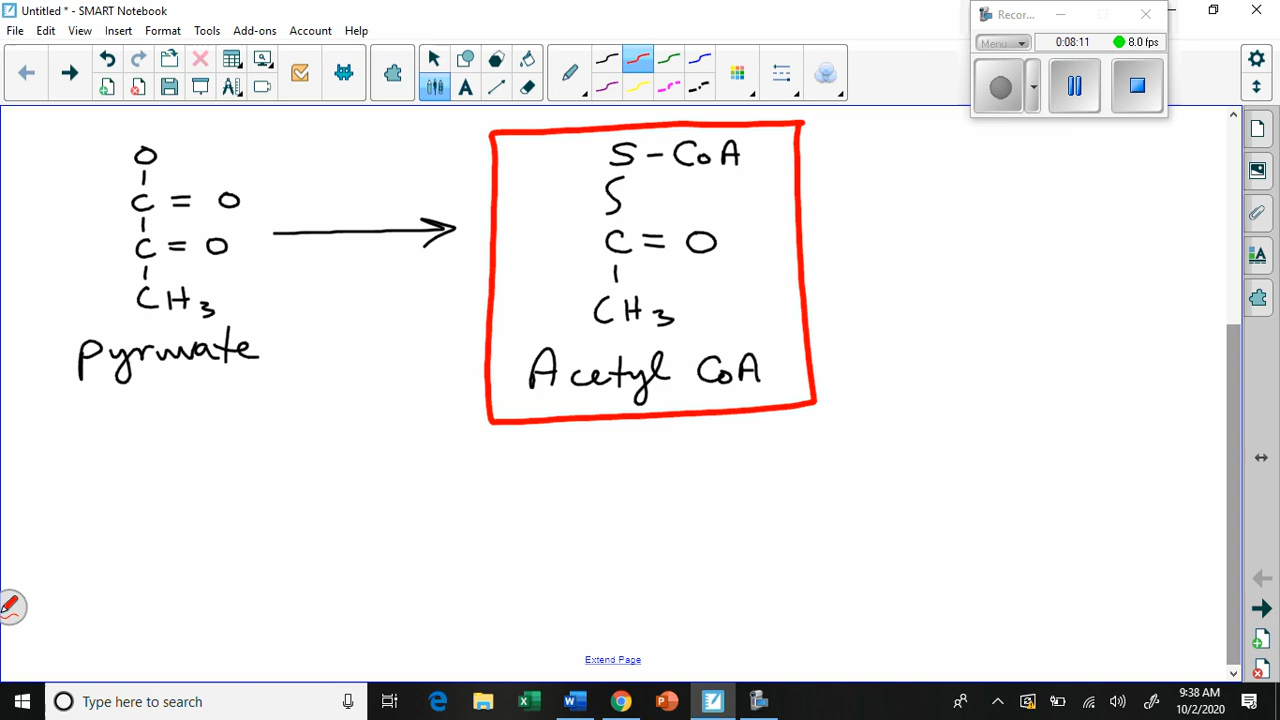 Untitled * - SMART Notebook
File Edit View Insert Format Tools Add-ons Account Help
Recor...
Menu 0:08:11 8.0 fps
O
C = O
C = O
CH3
pyruvate
S - CoA
S
C = O
CH3
Acetyl CoA
Extend Page
Type here to search
9:38 AM
10/2/2020